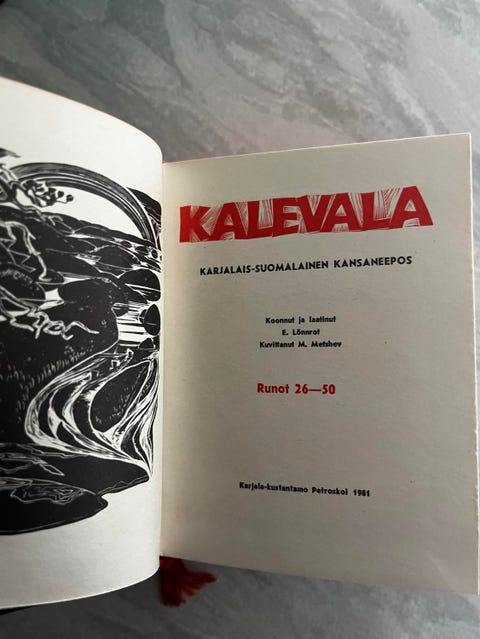 KALEVALA
KARJALAIS-SUOMALAINEN KANSANEEPOS
Koonnut ja laatinut
E. Lönnrot
Kuvittanut M. Metshev
Runot 26—50
Karjala-kustantamo Petroskoi 1981